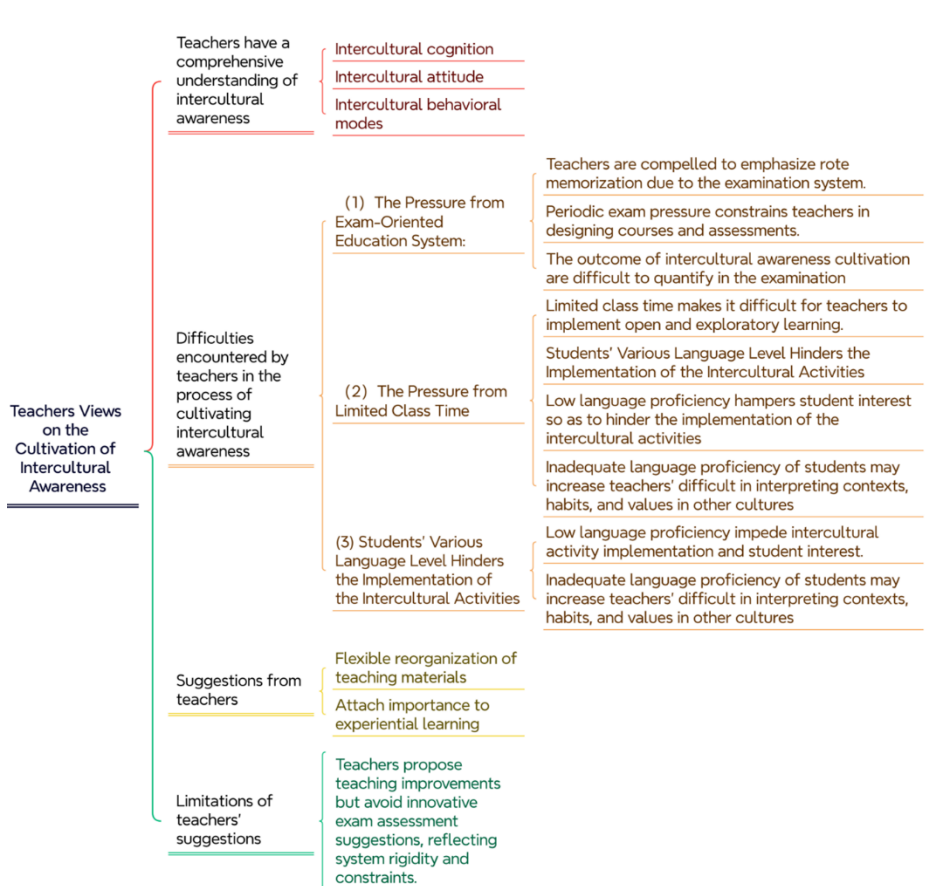 Teachers Views
on the
Cultivation of
Intercultural
Awareness
Teachers have a
comprehensive
understanding of
intercultural
awareness
Intercultural cognition
Intercultural attitude
Intercultural behavioral
modes
Difficulties
encountered by
teachers in the
process of
cultivating
intercultural
awareness
(1) The Pressure from
Exam-Oriented
Education System:
Teachers are compelled to emphasize rote
memorization due to the examination system.
Periodic exam pressure constrains teachers in
designing courses and assessments.
The outcome of intercultural awareness cultivation
are difficult to quantify in the examination
(2) The Pressure from
Limited Class Time
Limited class time makes it difficult for teachers to
implement open and exploratory learning.
Students' Various Language Level Hinders the
Implementation of the Intercultural Activities
Low language proficiency hampers student interest
so as to hinder the implementation of the
intercultural activities
Inadequate language proficiency of students may
increase teachers' difficult in interpreting contexts,
habits, and values in other cultures
(3) Students' Various
Language Level Hinders
the Implementation of
the Intercultural Activities
Low language proficiency impede intercultural
activity implementation and student interest.
Inadequate language proficiency of students may
increase teachers' difficult in interpreting contexts,
habits, and values in other cultures
Suggestions from
teachers
Flexible reorganization of
teaching materials
Attach importance to
experiential learning
Limitations of
teachers'
suggestions
Teachers propose
teaching improvements
but avoid innovative
exam assessment
suggestions, reflecting
system rigidity and
constraints.